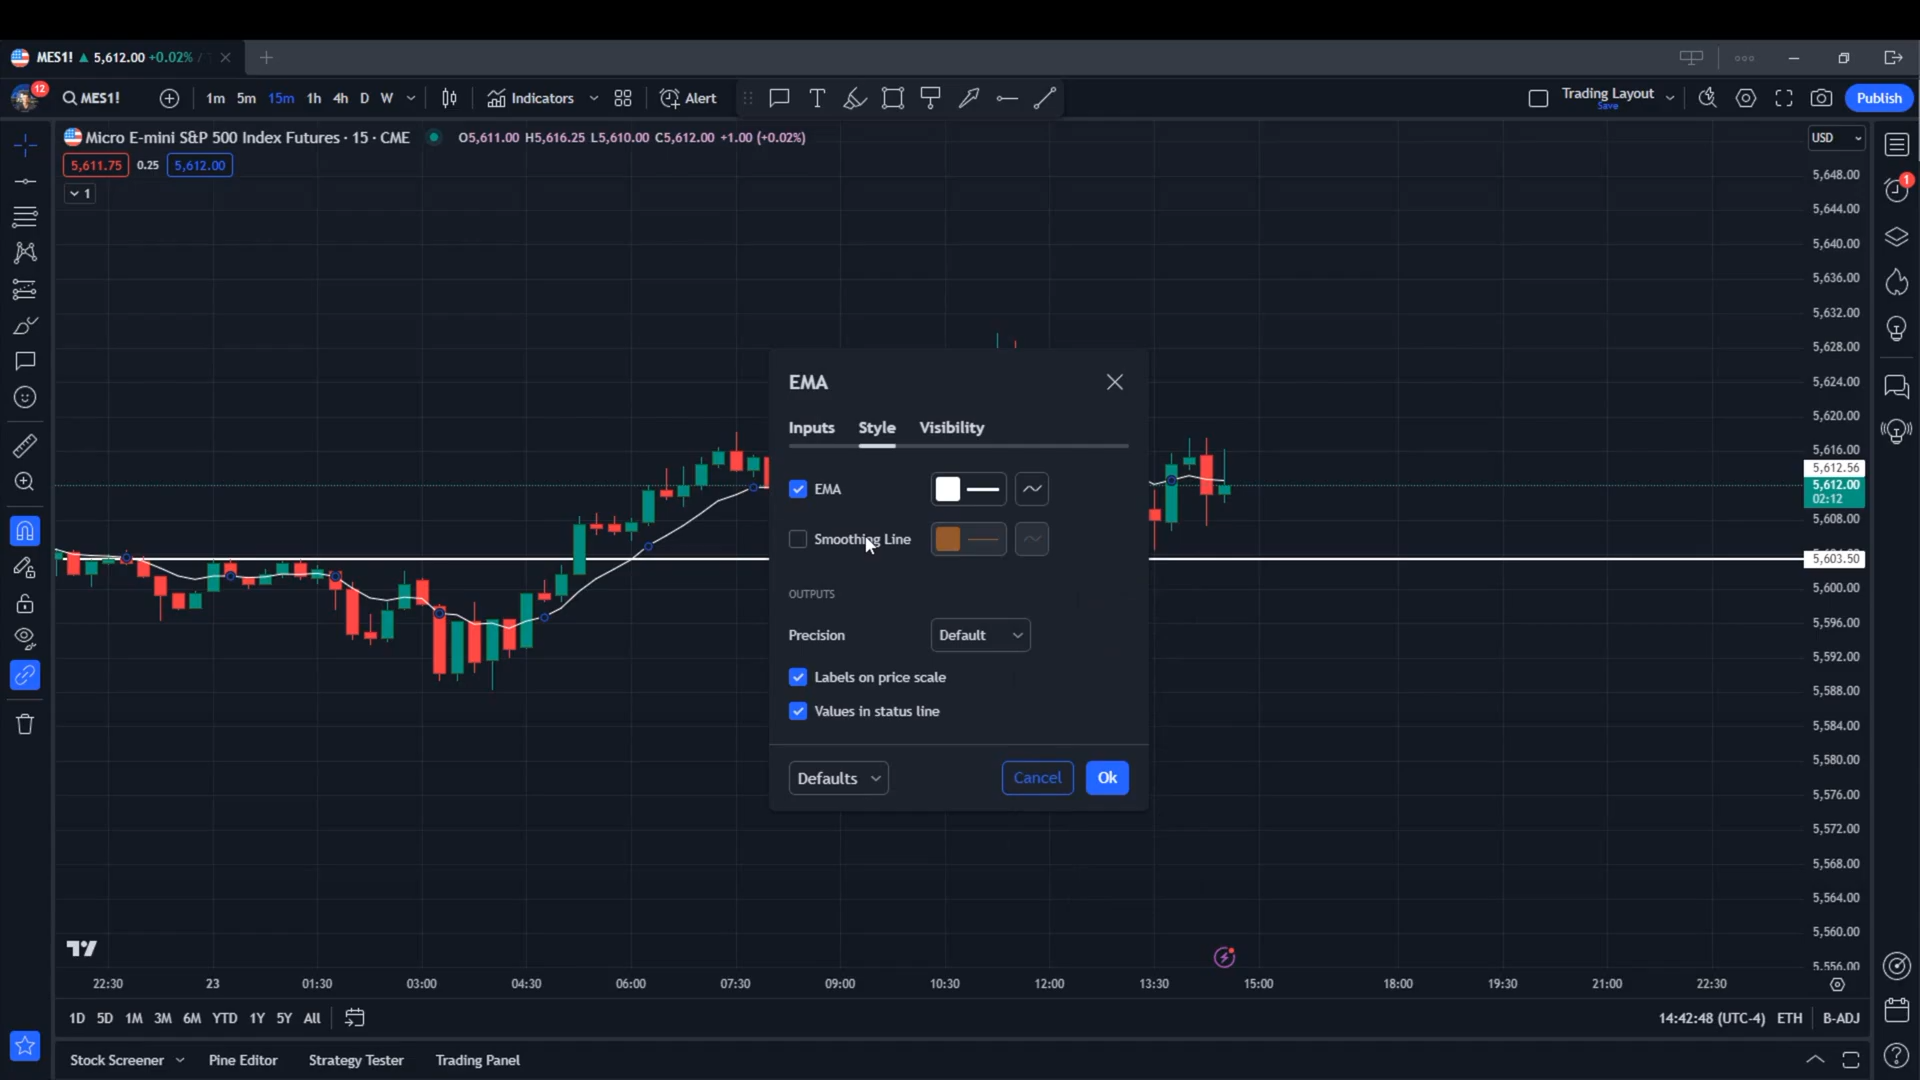 MES1! ▲ 5,612.00 +0.02% /
12 MES1! 1m 5m 15m 1h 4h D W Indicators Alert Trading Layout Save Publish
Micro E-mini S&P 500 Index Futures · 15 · CME O5,611.00 H5,616.25 L5,610.00 C5,612.00 +1.00 (+0.02%) USD
5,611.75 0.25 5,612.00
1
5,648.00
1
5,644.00
5,640.00
5,636.00
5,632.00
5,628.00
5,624.00
5,620.00
5,616.00
5,612.56
5,612.00
02:12
5,608.00
5,603.50
5,600.00
5,596.00
5,592.00
5,588.00
5,584.00
5,580.00
5,576.00
5,572.00
5,568.00
5,564.00
5,560.00
5,556.00
EMA
Inputs Style Visibility
EMA
Smoothing Line
OUTPUTS
Precision Default
Labels on price scale
Values in status line
Defaults Cancel Ok
22:30 23 01:30 03:00 04:30 06:00 07:30 09:00 10:30 12:00 13:30 15:00 18:00 19:30 21:00 22:30
1D 5D 1M 3M 6M YTD 1Y 5Y All 14:42:48 (UTC-4) ETH B-ADJ
Stock Screener Pine Editor Strategy Tester Trading Panel